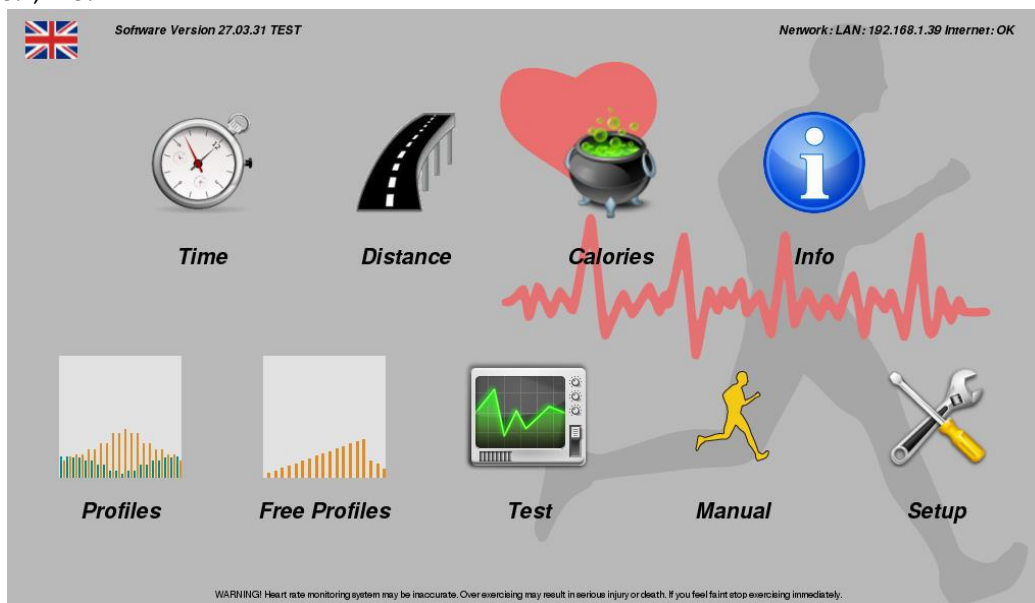 Software Version 27.03.31 TEST
Network: LAN: 192.168.1.39 Internet: OK
Time Distance Calories Info
Profiles Free Profiles Test Manual Setup
WARNING! Heart rate monitoring system may be inaccurate. Over exercising may result in serious injury or death. If you feel faint stop exercising immediately.